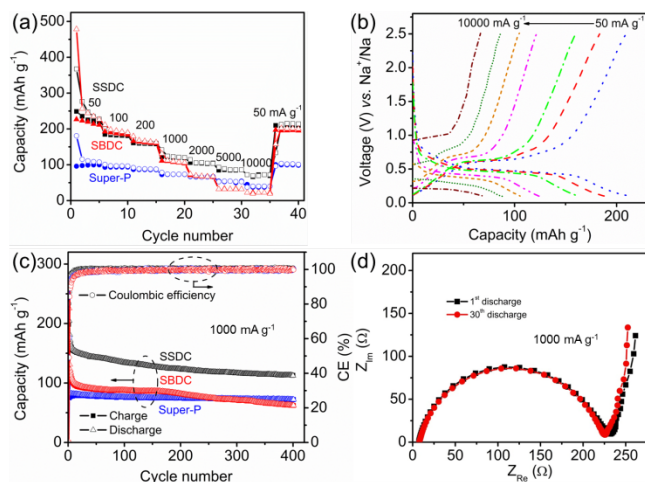 (a)
500
400
300
200
100
0
Capacity (mAh g⁻¹)
SSDC
50
100
200
1000
2000
5000
10000
50 mA g⁻¹
SBDC
Super-P
0 10 20 30 40
Cycle number
(b)
10000 mA g⁻¹
50 mA g⁻¹
2.5
2.0
1.5
1.0
0.5
0.0
Voltage (V) vs. Na⁺/Na
0 50 100 150 200
Capacity (mAh g⁻¹)
(c)
300
250
200
150
100
50
0
Capacity (mAh g⁻¹)
Coulombic efficiency
1000 mA g⁻¹
SSDC
SBDC
Super-P
Charge
Discharge
100
80
60
40
20
0
CE (%)
0 100 200 300 400
Cycle number
(d)
200
150
100
50
0
Z_Im (Ω)
1st discharge
30th discharge
1000 mA g⁻¹
0 50 100 150 200 250
Z_Re (Ω)